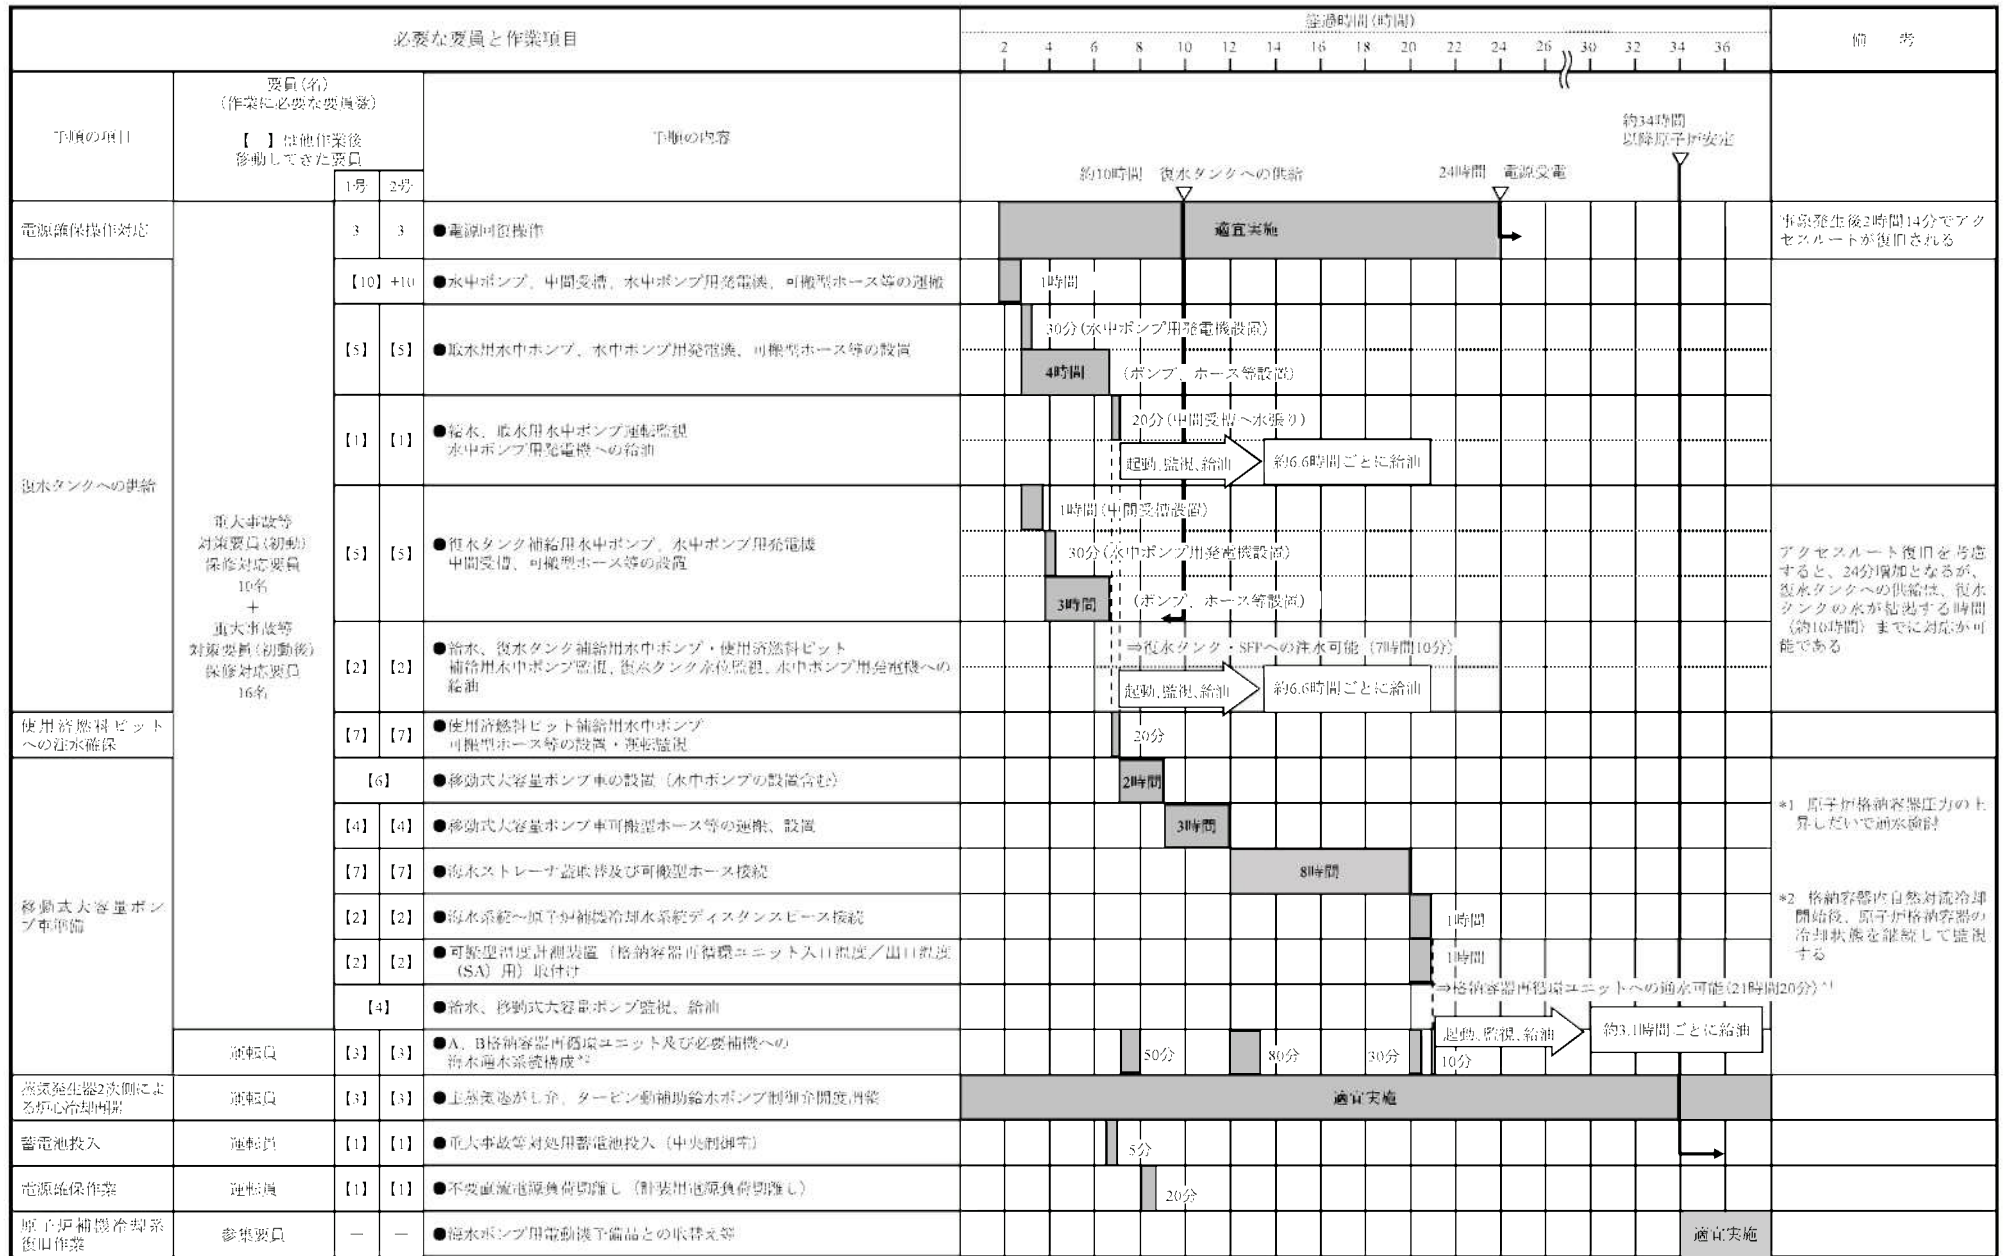 必要な要員と作業項目
経過時間(時間)
2 4 6 8 10 12 14 16 18 20 22 24 26 30 32 34 36
備 考
手順の項目
要員(名)
(作業に必要な要員数)
【 】は他作業後
移動してきた要員
1号 2号
手順の内容
約10時間 復水タンクへの供給
24時間 電源受電
約34時間
以降原子炉安定
電源確保操作対応
3 3
●電源回復操作
適宜実施
事象発生後2時間14分でアク
セスルートが復旧される
復水タンクへの供給
重大事故等
対策要員(初動)
保修対応要員
10名
+
重大事故等
対策要員(初動後)
保修対応要員
16名
【10】+10
●水中ポンプ、中間受槽、水中ポンプ用発電機、可搬型ホース等の運搬
1時間
【5】 【5】
●取水用水中ポンプ、水中ポンプ用発電機、可搬型ホース等の設置
30分(水中ポンプ用発電機設置)
4時間 (ポンプ、ホース等設置)
【1】 【1】
●給水、取水用水中ポンプ運転監視
水中ポンプ用発電機への給油
20分(中間受槽へ水張り)
起動、監視、給油
約6.6時間ごとに給油
【5】 【5】
●復水タンク補給用水中ポンプ、水中ポンプ用発電機
中間受槽、可搬型ホース等の設置
1時間(中間受槽設置)
30分(水中ポンプ用発電機設置)
3時間 (ポンプ、ホース等設置)
アクセスルート復旧を考慮
すると、24分増加となるが、
復水タンクへの供給は、復水
タンクの水が枯渇する時間
(約10時間)までに対応が可
能である
【2】 【2】
●給水、復水タンク補給用水中ポンプ・使用済燃料ピット
補給用水中ポンプ監視、復水タンク水位監視、水中ポンプ用発電機への
給油
⇒復水タンク・SFPへの注水可能(7時間10分)
起動、監視、給油
約6.6時間ごとに給油
使用済燃料ピット
への注水確保
【7】 【7】
●使用済燃料ピット補給用水中ポンプ
可搬型ホース等の設置・運転監視
20分
移動式大容量ポン
プ車準備
【6】
●移動式大容量ポンプ車の設置(水中ポンプの設置含む)
2時間
【4】 【4】
●移動式大容量ポンプ車可搬型ホース等の運搬、設置
3時間
*1 原子炉格納容器圧力の上
昇しだいで通水検討
【7】 【7】
●海水ストレーナ蓋取替及び可搬型ホース接続
8時間
【2】 【2】
●海水系統～原子炉補機冷却水系統ディスタンスピース接続
1時間
*2 格納容器内自然対流冷却
開始後、原子炉格納容器の
冷却状態を継続して監視
する
【2】 【2】
●可搬型温度計測装置(格納容器再循環ユニット入口温度/出口温度
(SA)用)取付け
1時間
⇒格納容器再循環ユニットへの通水可能(21時間20分)*1
【4】
●給水、移動式大容量ポンプ監視、給油
起動、監視、給油
約3.1時間ごとに給油
運転員
【3】 【3】
●A、B格納容器再循環ユニット及び必要補機への
海水通水系統構成*2
50分 80分 30分 10分
蒸気発生器2次側によ
る炉心冷却再開
運転員
【3】 【3】
●主蒸気逃がし弁、タービン動補助給水ポンプ制御弁開度調整
適宜実施
蓄電池投入
運転員
【1】 【1】
●重大事故等対処用蓄電池投入(中央制御室)
5分
電源確保作業
運転員
【1】 【1】
●不要直流電源負荷切離し(計装用電源負荷切離し)
20分
原子炉補機冷却系
復旧作業
参集要員
— —
●海水ポンプ用電動機予備品との取替え等
適宜実施